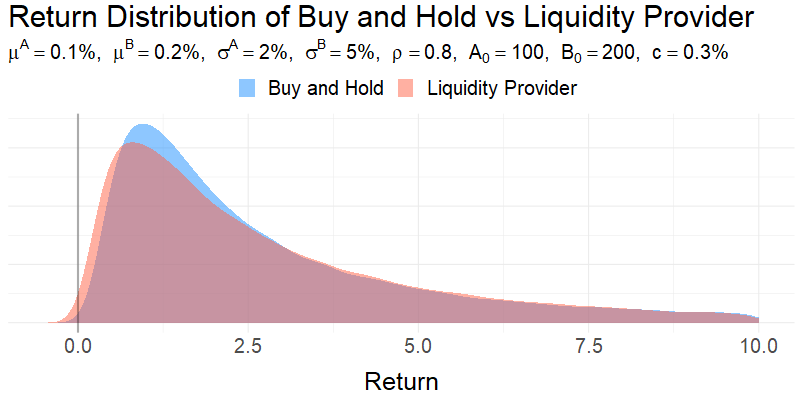 Return Distribution of Buy and Hold vs Liquidity Provider
μᴬ = 0.1%, μᴮ = 0.2%, σᴬ = 2%, σᴮ = 5%, ρ = 0.8, A₀ = 100, B₀ = 200, c = 0.3%
Buy and Hold Liquidity Provider
0.0 2.5 5.0 7.5 10.0
Return